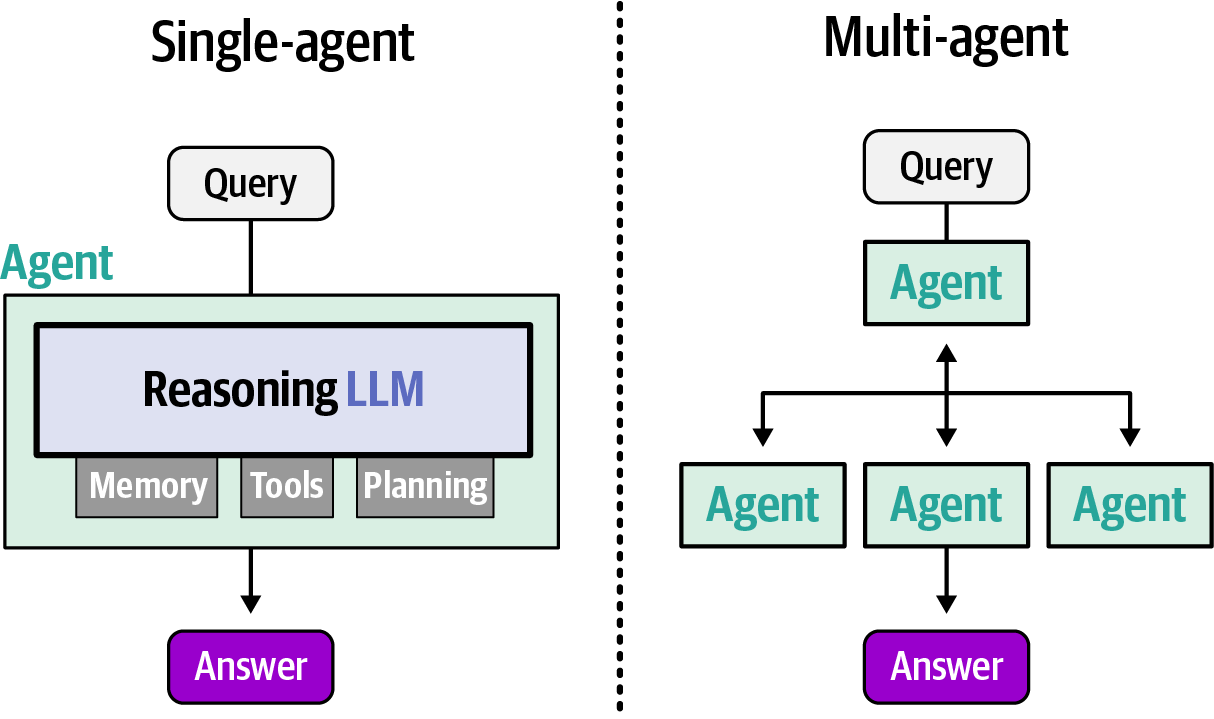 Single-agent
Query
Agent
Reasoning LLM
Memory
Tools
Planning
Answer
Multi-agent
Query
Agent
Agent
Agent
Agent
Answer